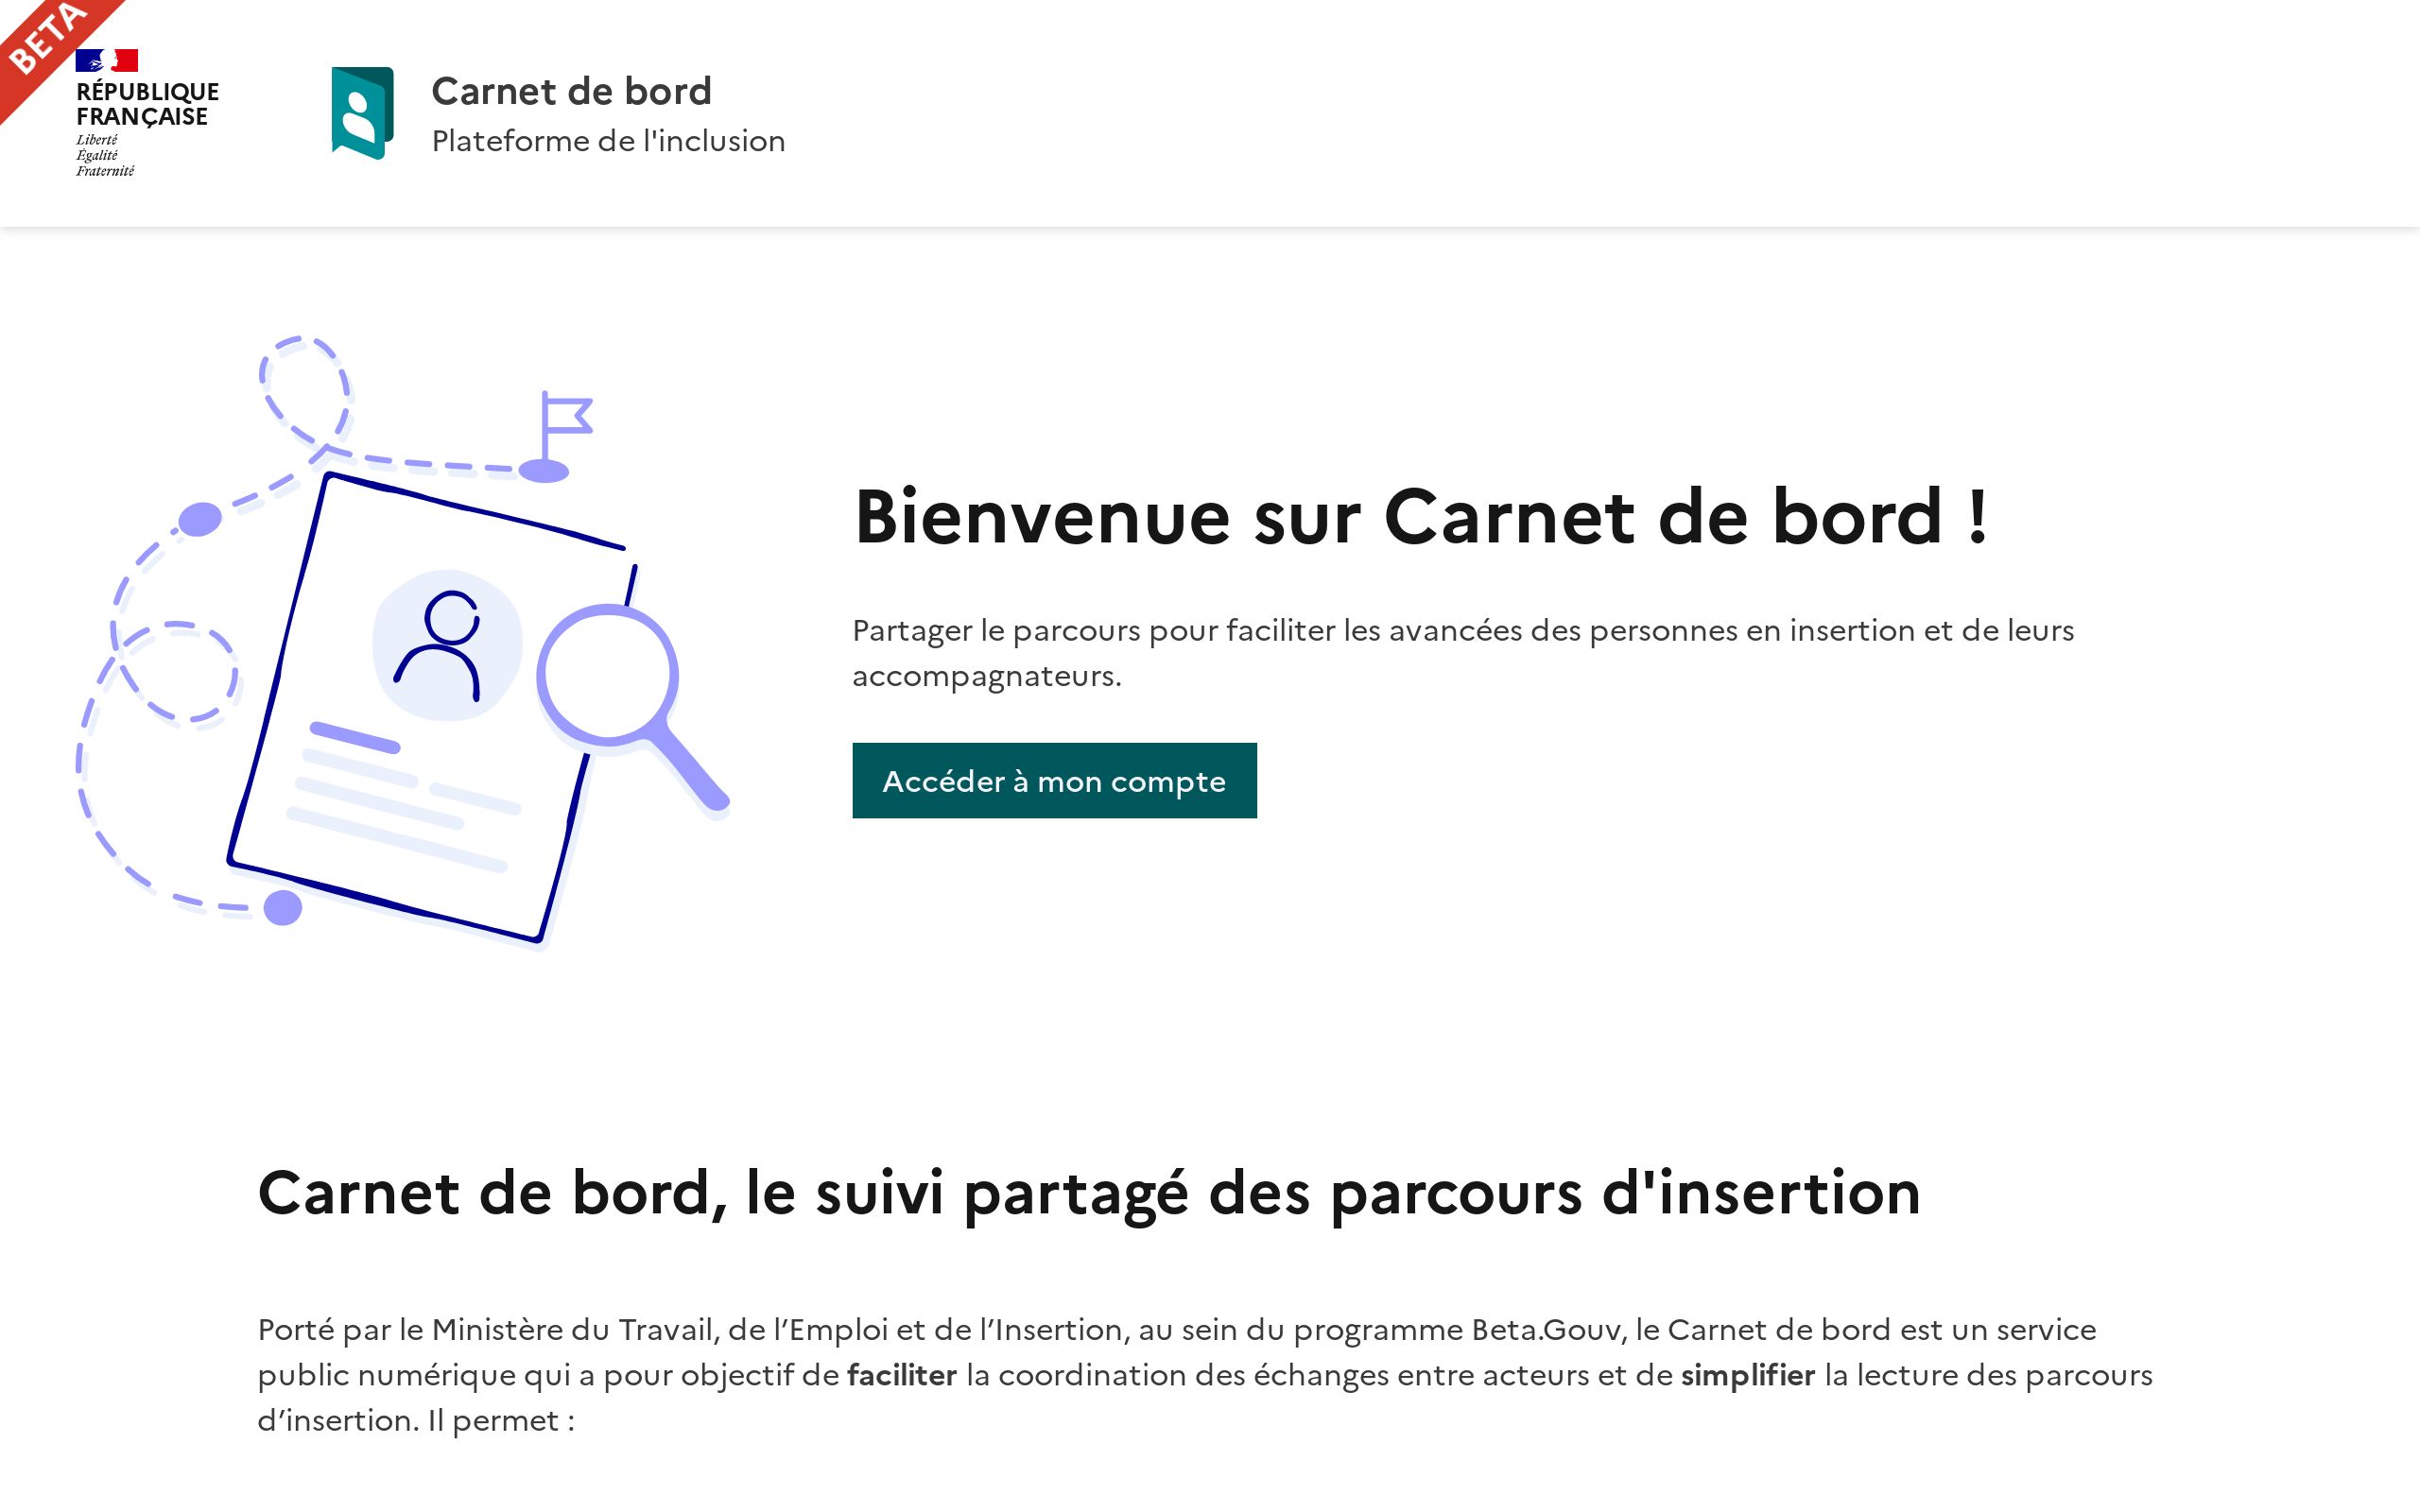 BETA
RÉPUBLIQUE
FRANÇAISE
Liberté
Égalité
Fraternité
Carnet de bord
Plateforme de l'inclusion
Bienvenue sur Carnet de bord !
Partager le parcours pour faciliter les avancées des personnes en insertion et de leurs
accompagnateurs.
Accéder à mon compte
Carnet de bord, le suivi partagé des parcours d'insertion
Porté par le Ministère du Travail, de l’Emploi et de l’Insertion, au sein du programme Beta.Gouv, le Carnet de bord est un service
public numérique qui a pour objectif de faciliter la coordination des échanges entre acteurs et de simplifier la lecture des parcours
d’insertion. Il permet :